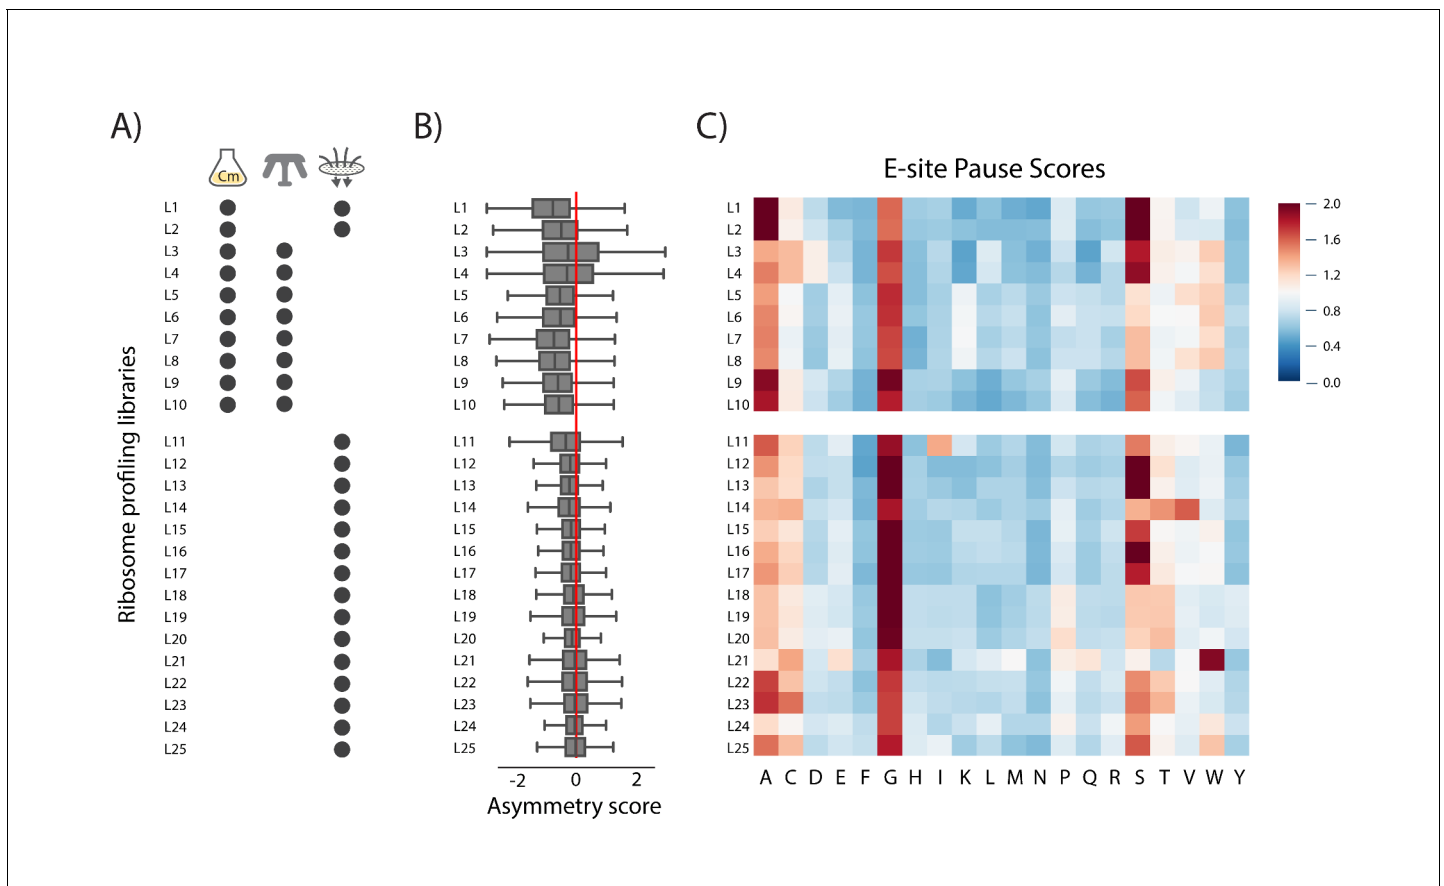 A)
B)
C)
Cm
E-site Pause Scores
Ribosome profiling libraries
L1
L2
L3
L4
L5
L6
L7
L8
L9
L10
L11
L12
L13
L14
L15
L16
L17
L18
L19
L20
L21
L22
L23
L24
L25
L1
L2
L3
L4
L5
L6
L7
L8
L9
L10
L11
L12
L13
L14
L15
L16
L17
L18
L19
L20
L21
L22
L23
L24
L25
-2 0 2
Asymmetry score
L1
L2
L3
L4
L5
L6
L7
L8
L9
L10
L11
L12
L13
L14
L15
L16
L17
L18
L19
L20
L21
L22
L23
L24
L25
A C D E F G H I K L M N P Q R S T V W Y
2.0
1.6
1.2
0.8
0.4
0.0